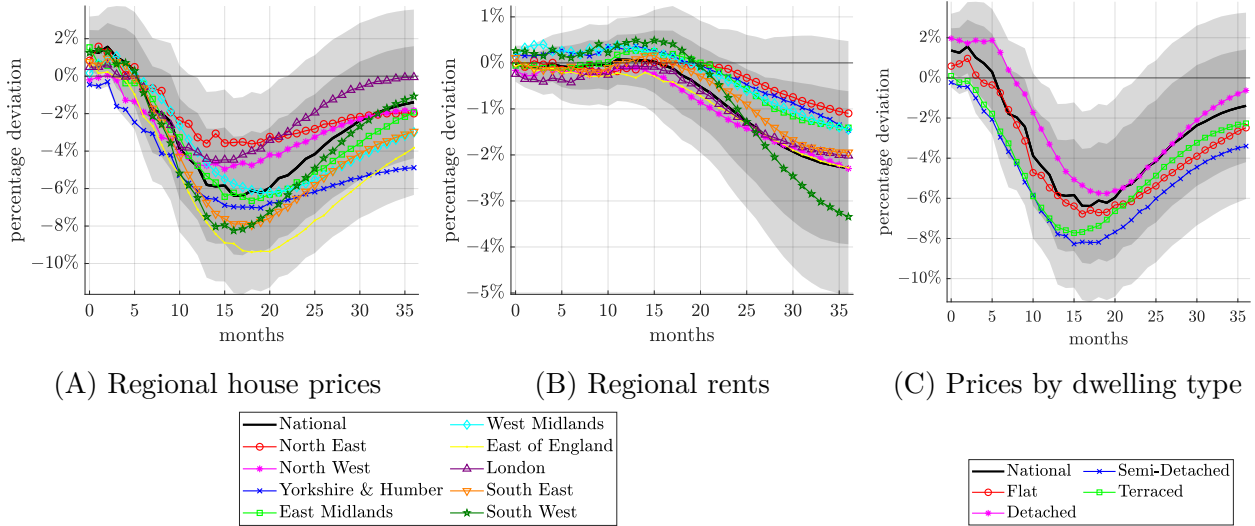 2%
0%
−2%
−4%
−6%
−8%
−10%
percentage deviation
0 5 10 15 20 25 30 35
months
1%
0%
-1%
-2%
-3%
-4%
-5%
percentage deviation
0 5 10 15 20 25 30 35
months
2%
0%
−2%
−4%
−6%
−8%
−10%
percentage deviation
0 5 10 15 20 25 30 35
months
(A) Regional house prices
(B) Regional rents
(C) Prices by dwelling type
National
North East
North West
Yorkshire & Humber
East Midlands
West Midlands
East of England
London
South East
South West
National
Flat
Detached
Semi-Detached
Terraced